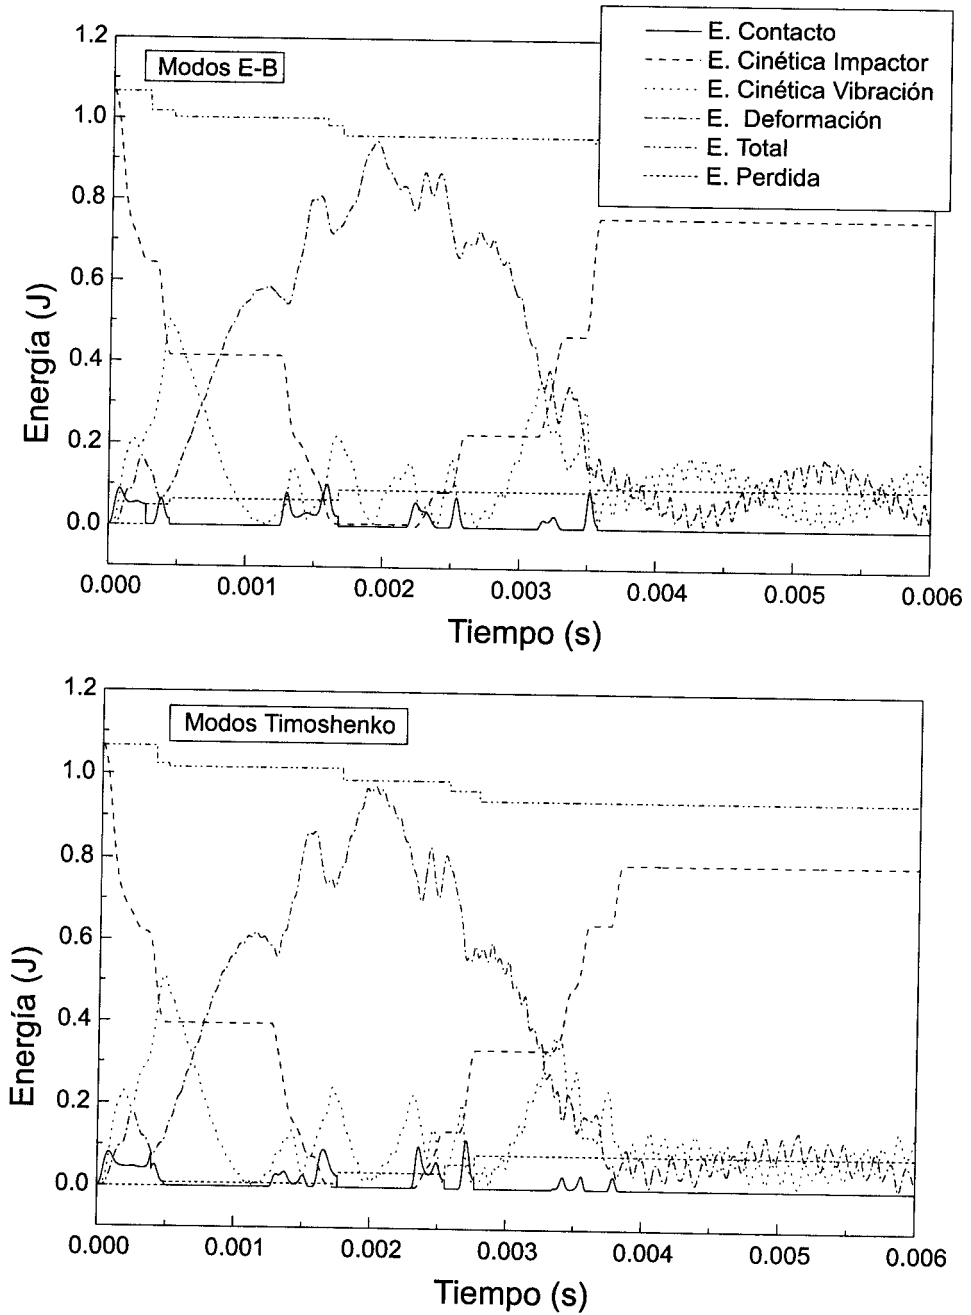 E. Contacto
E. Cinética Impactor
E. Cinética Vibración
E. Deformación
E. Total
E. Perdida
Modos E-B
1.2
1.0
0.8
0.6
0.4
0.2
0.0
Energía (J)
0.000
0.001
0.002
0.003
0.004
0.005
0.006
Tiempo (s)
Modos Timoshenko
1.2
1.0
0.8
0.6
0.4
0.2
0.0
Energía (J)
0.000
0.001
0.002
0.003
0.004
0.005
0.006
Tiempo (s)